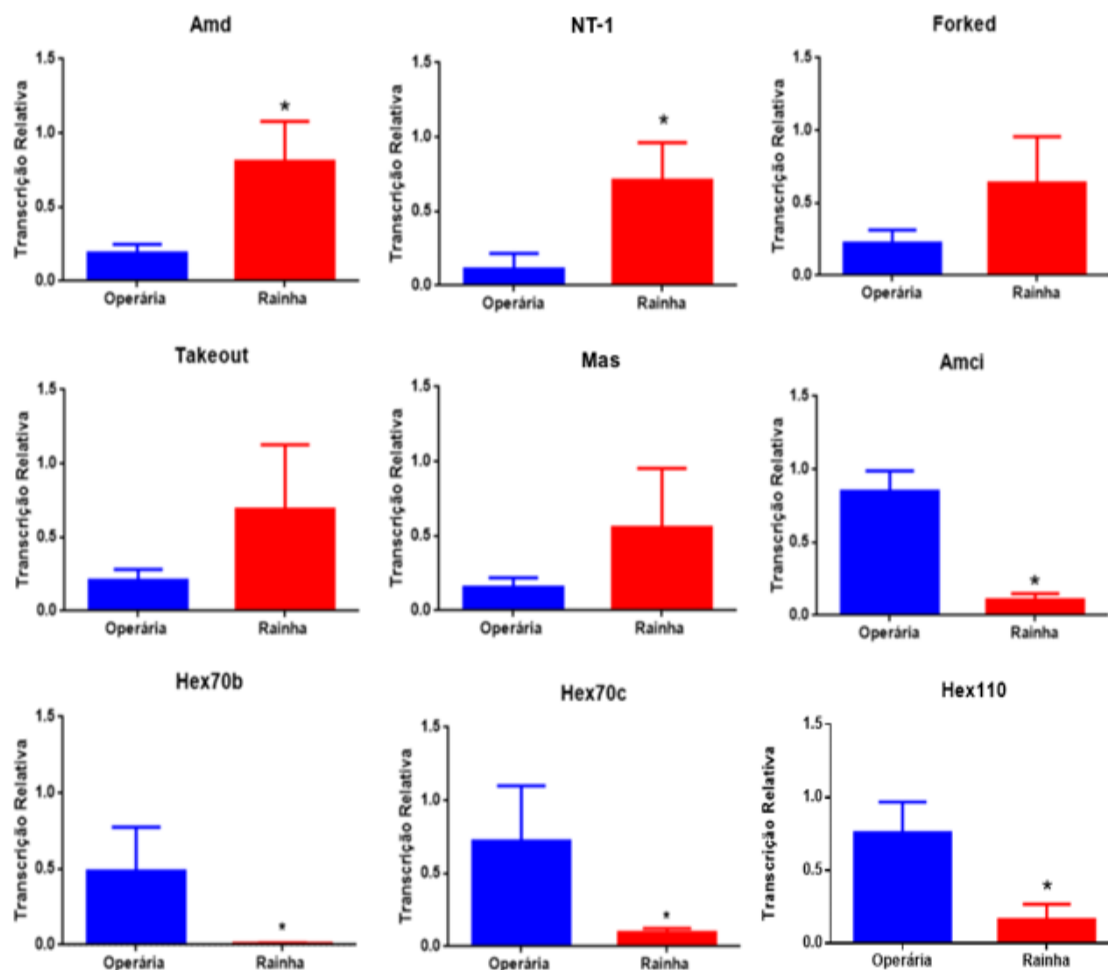 Amd
NT-1
Forked
Transcrição Relativa
1.5
1.0
0.5
0.0
*
Operária
Rainha
Transcrição Relativa
1.5
1.0
0.5
0.0
*
Operária
Rainha
Transcrição Relativa
1.5
1.0
0.5
0.0
Operária
Rainha
Takeout
Mas
Amci
Transcrição Relativa
1.5
1.0
0.5
0.0
Operária
Rainha
Transcrição Relativa
1.5
1.0
0.5
0.0
Operária
Rainha
Transcrição Relativa
1.5
1.0
0.5
0.0
*
Operária
Rainha
Hex70b
Hex70c
Hex110
Transcrição Relativa
1.5
1.0
0.5
0.0
*
Operária
Rainha
Transcrição Relativa
1.5
1.0
0.5
0.0
*
Operária
Rainha
Transcrição Relativa
1.5
1.0
0.5
0.0
*
Operária
Rainha